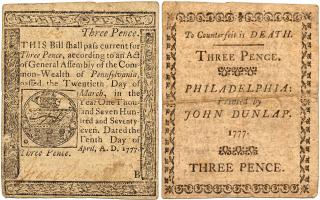 Three Pence.
THIS Bill shall pass current for
Three Pence, according to an Act
of General Assembly of the Com-
mon-Wealth of Pennsylvania,
passed the Twentieth Day of
March, in the
Year One Thou-
sand Seven Hun-
dred and Seventy-
seven. Dated the
Tenth Day of
April, A. D. 1777.
Three Pence.
B
To Counterfeit is DEATH.
THREE PENCE.
PHILADELPHIA:
Printed by
JOHN DUNLAP.
1777.
THREE PENCE.